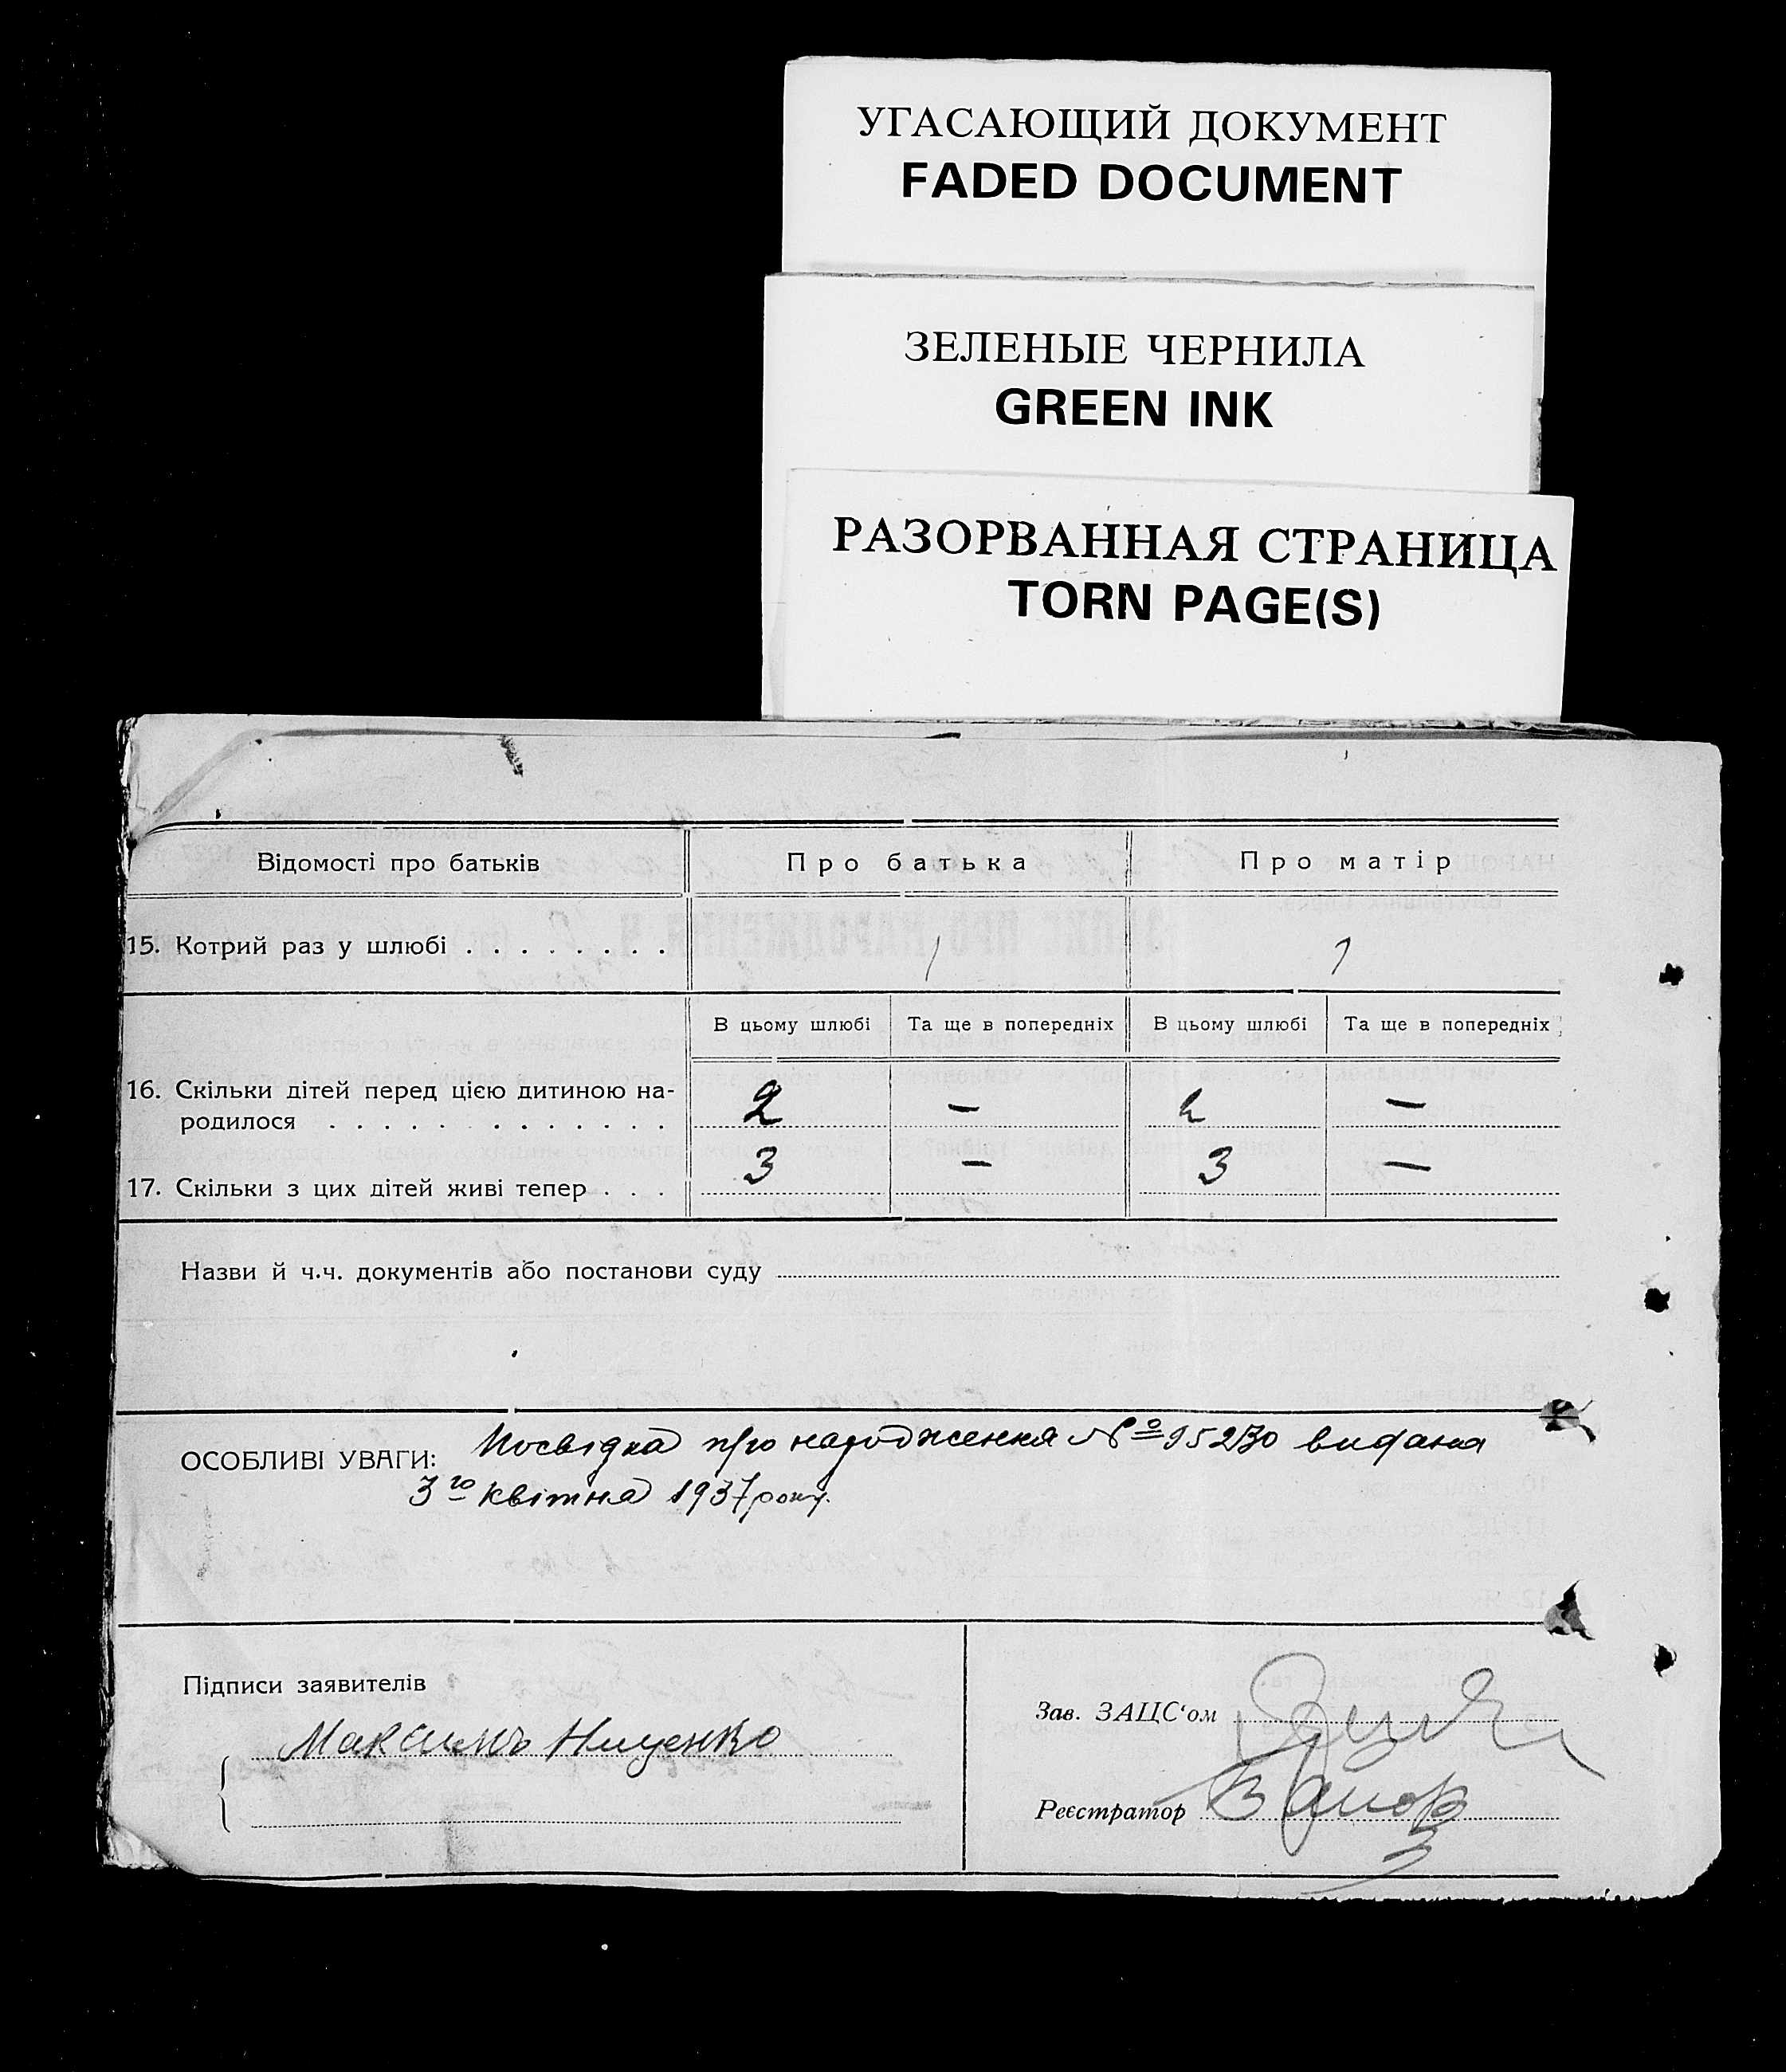 УГАСАЮЩИЙ ДОКУМЕНТ
FADED DOCUMENT
ЗЕЛЕНЫЕ ЧЕРНИЛА
GREEN INK
РАЗОРВАННАЯ СТРАНИЦА
TORN PAGE(S)
Відомості про батьків Про батька Про матір
15. Котрий раз у шлюбі . . . . . . . . 1 1
В цьому шлюбі Та ще в попередніх В цьому шлюбі Та ще в попередніх
16. Скільки дітей перед цією дитиною на-
родилося . . . . . . . . . . . . . 2 — 2 —
17. Скільки з цих дітей живі тепер . . . 3 — 3 —
Назви й ч.ч. документів або постанови суду
ОСОБЛИВІ УВАГИ: Посвідка про народження № видана
3го квітня 1937 року.
Підписи заявителів
Зав. ЗАЦС‘ом
Максимъ Нищенко
Реєстратор